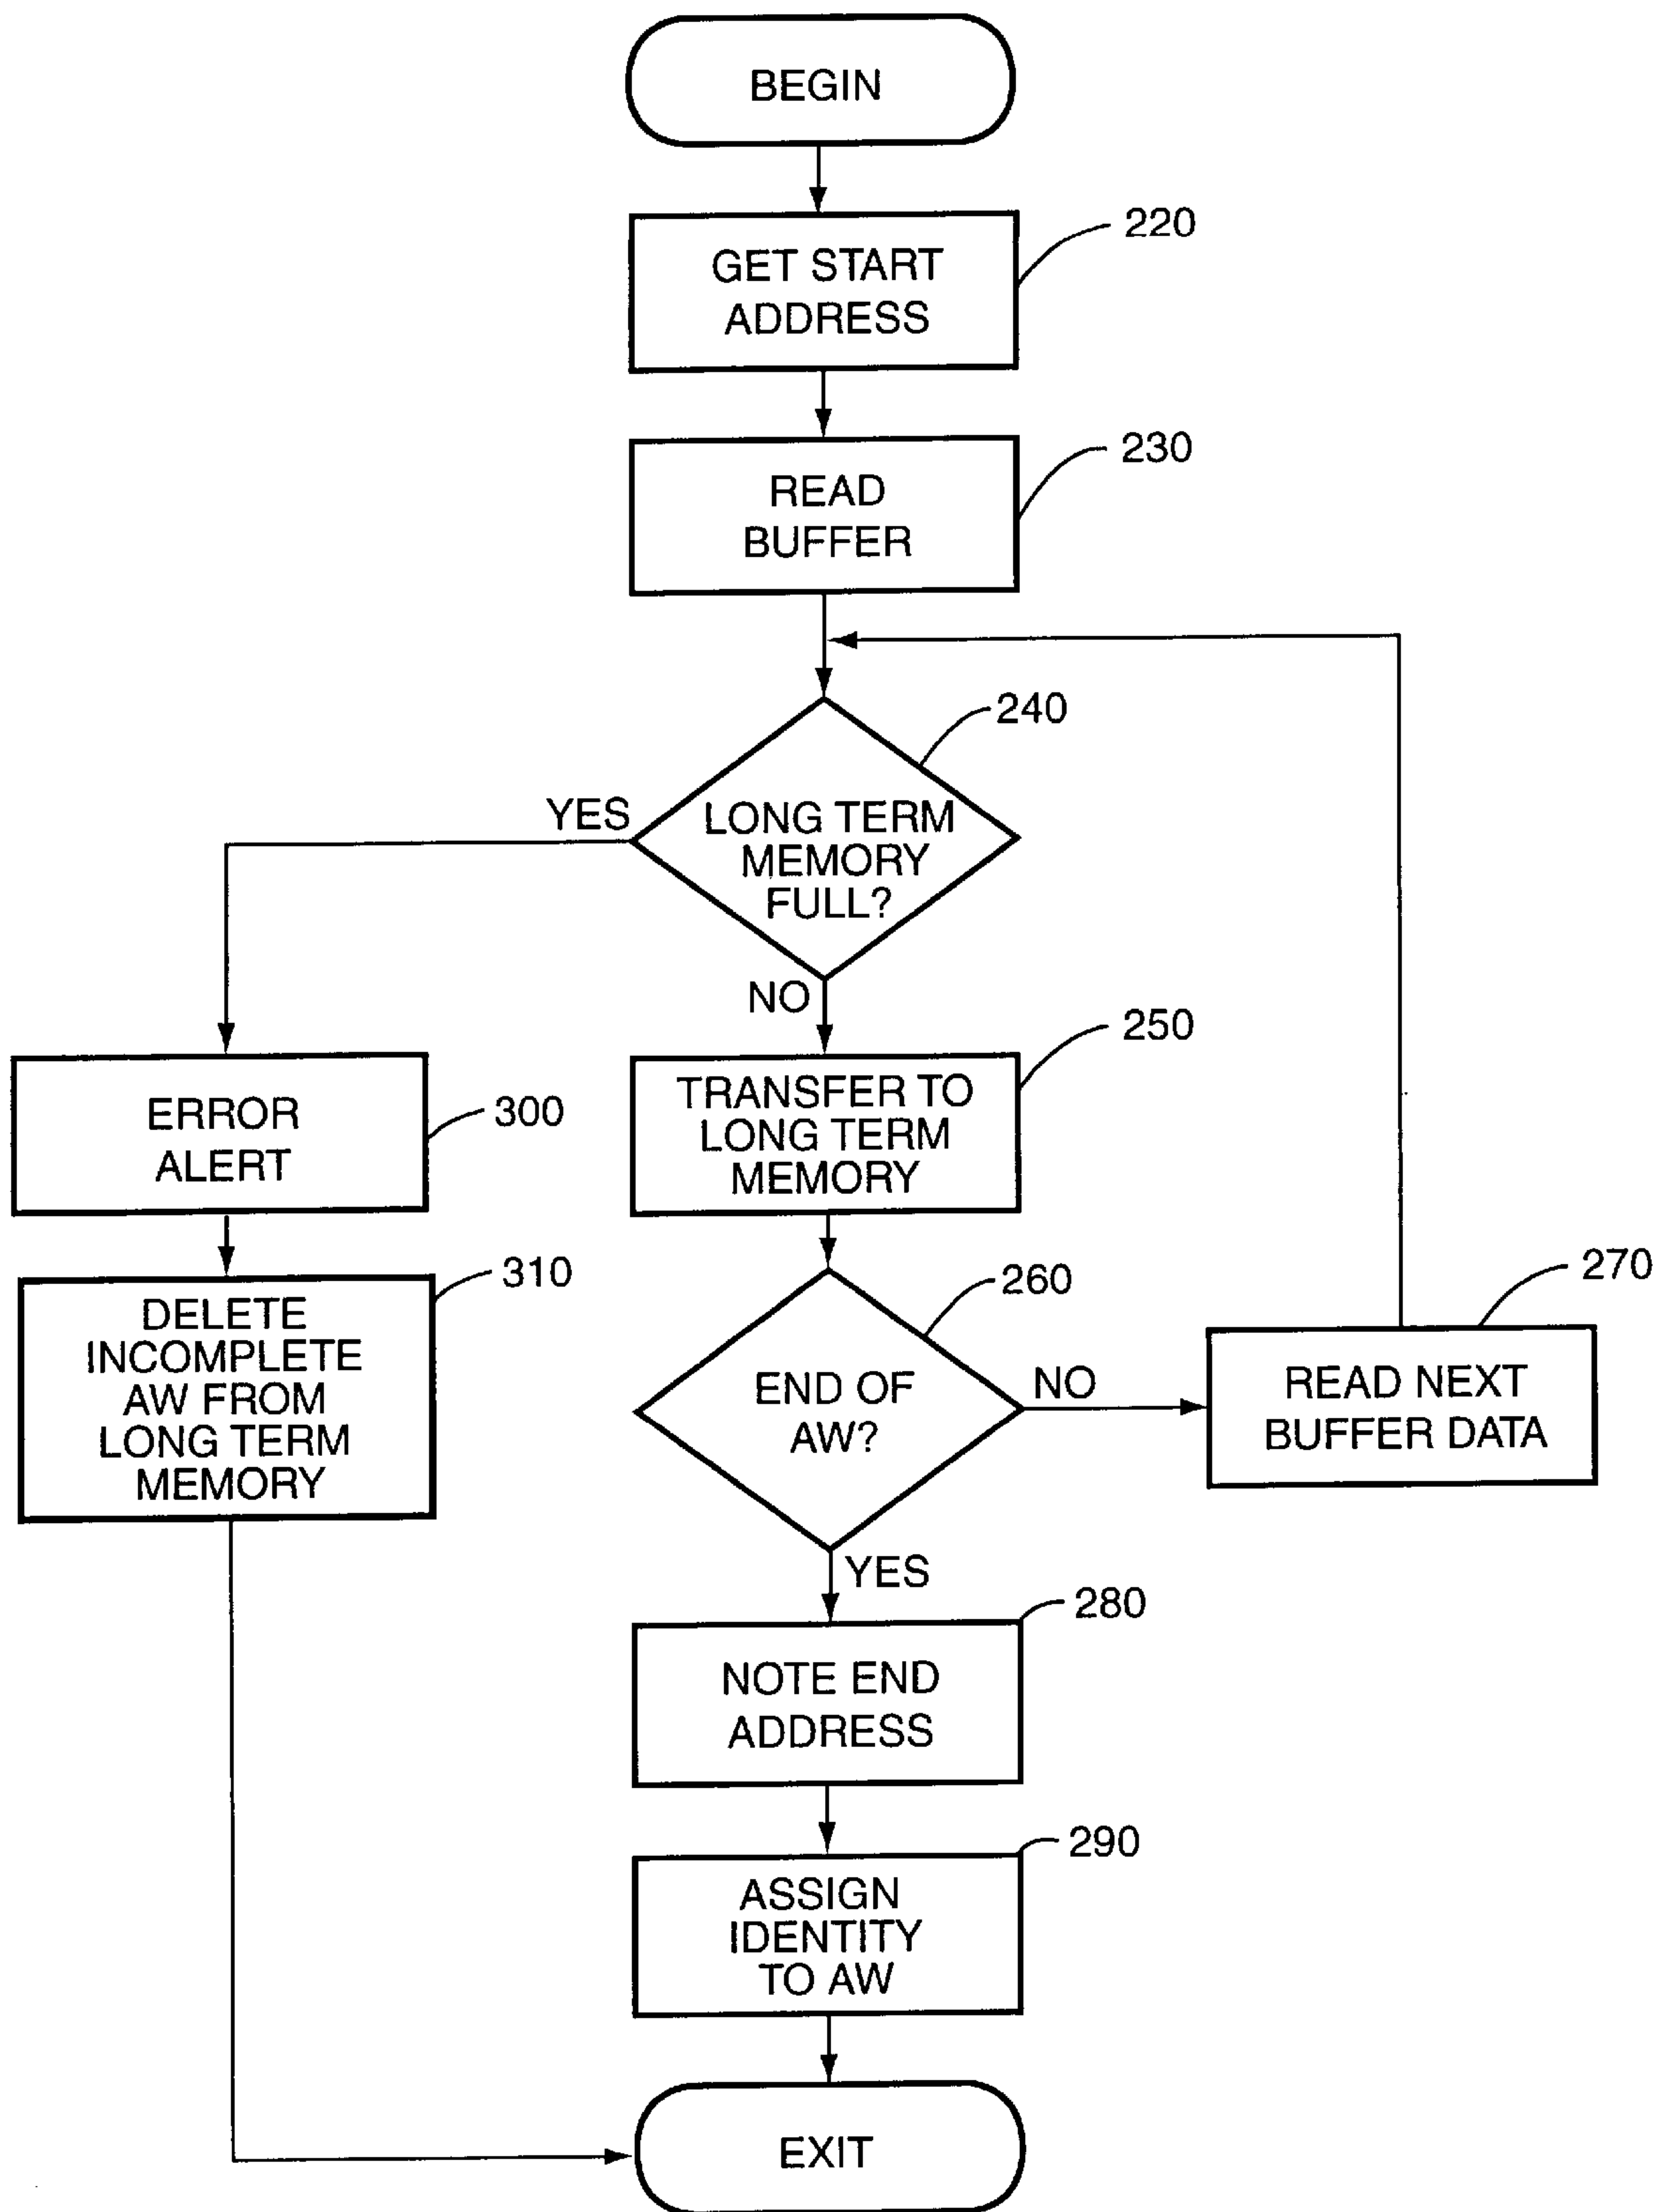 BEGIN
220
GET START
ADDRESS
230
READ
BUFFER
240
YES
LONG TERM
MEMORY
FULL?
NO
250
ERROR
ALERT
300
TRANSFER TO
LONG TERM
MEMORY
310
DELETE
INCOMPLETE
AW FROM
LONG TERM
MEMORY
260
END OF
AW?
NO
270
READ NEXT
BUFFER DATA
YES
280
NOTE END
ADDRESS
290
ASSIGN
IDENTITY
TO AW
EXIT